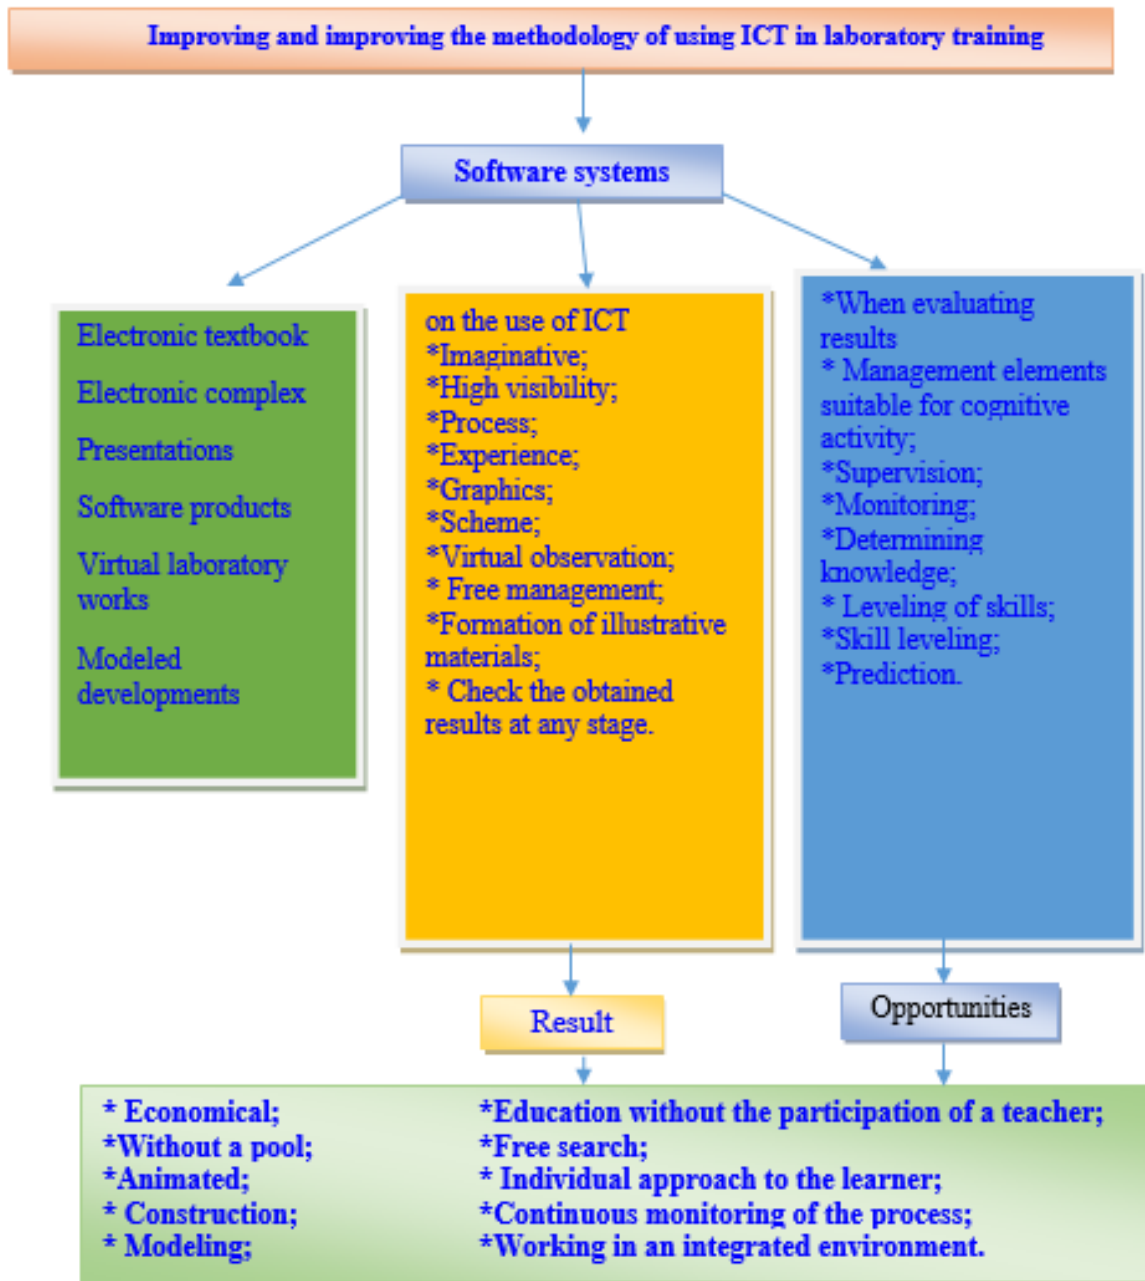 Improving and improving the methodology of using ICT in laboratory training
Software systems
Electronic textbook
Electronic complex
Presentations
Software products
Virtual laboratory
works
Modeled
developments
on the use of ICT
*Imaginative;
*High visibility;
*Process;
*Experience;
*Graphics;
*Scheme;
*Virtual observation;
* Free management;
*Formation of illustrative
materials;
* Check the obtained
results at any stage.
*When evaluating
results
* Management elements
suitable for cognitive
activity;
*Supervision;
*Monitoring;
*Determining
knowledge;
* Leveling of skills;
*Skill leveling;
*Prediction.
Result
Opportunities
* Economical;
*Without a pool;
*Animated;
* Construction;
* Modeling;
*Education without the participation of a teacher;
*Free search;
* Individual approach to the learner;
*Continuous monitoring of the process;
*Working in an integrated environment.